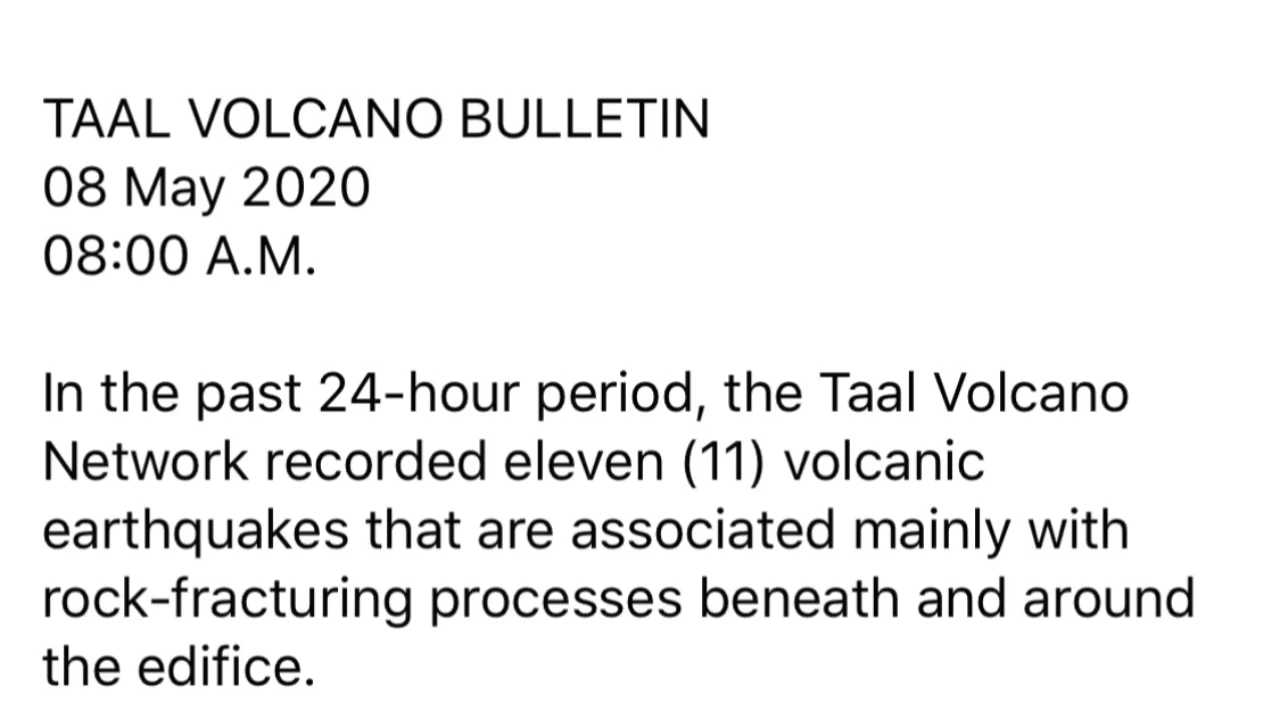 TAAL VOLCANO BULLETIN
08 May 2020
08:00 A.M.
In the past 24-hour period, the Taal Volcano
Network recorded eleven (11) volcanic
earthquakes that are associated mainly with
rock-fracturing processes beneath and around
the edifice.